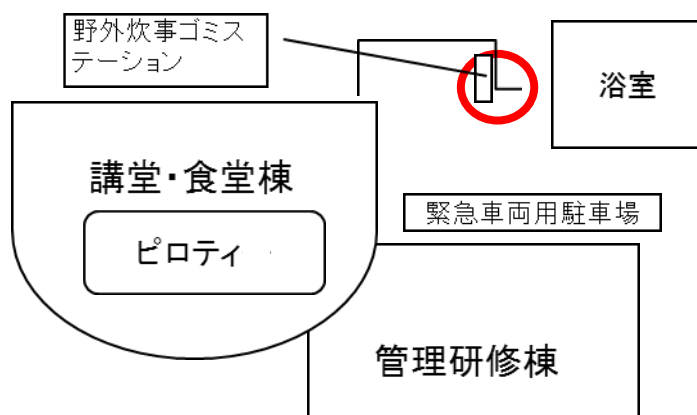 野外炊事ゴミス
テーション
浴室
講堂・食堂棟
緊急車両用駐車場
ピロティ
管理研修棟